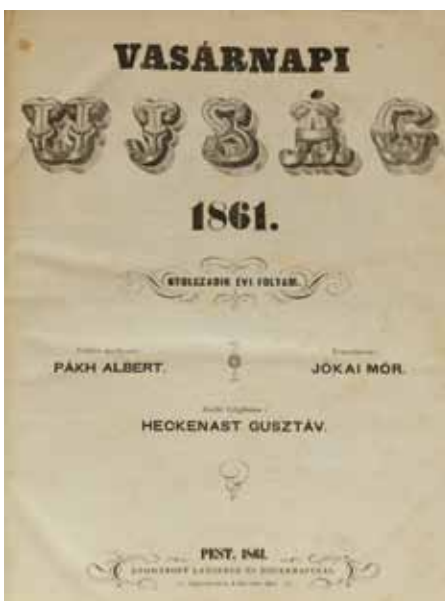 VASÁRNAPI
UJSÁG
1861.
NYOLCZADIK ÉVI FOLYAM.
PÁKH ALBERT. JÓKAI MÓR.
HECKENAST GUSZTÁV.
PEST, 1861.